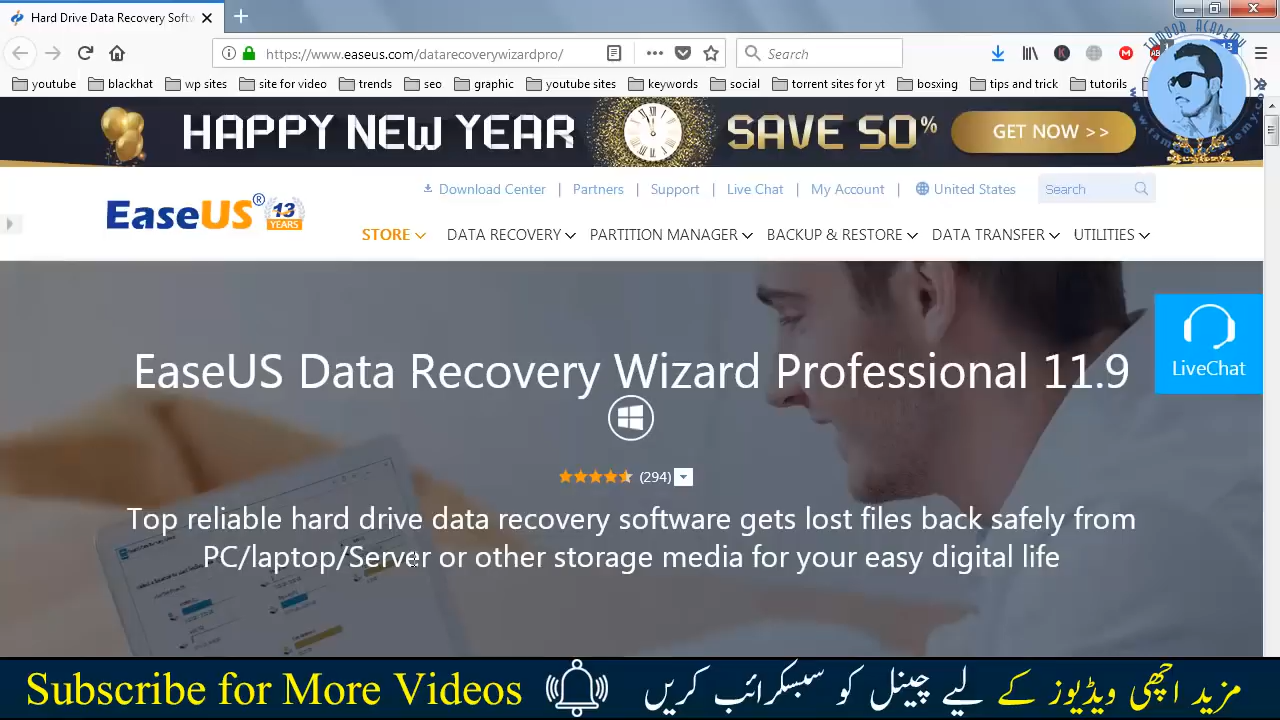 Hard Drive Data Recovery Softw
https://www.easeus.com/datarecoverywizardpro/
Search
youtube
blackhat
wp sites
site for video
trends
seo
graphic
youtube sites
keywords
social
torrent sites for yt
bosxing
tips and trick
tutorils
HAPPY NEW YEAR
SAVE 50%
GET NOW >>
Download Center | Partners | Support | Live Chat | My Account | United States
Search
EaseUS®
13 YEARS
STORE
DATA RECOVERY
PARTITION MANAGER
BACKUP & RESTORE
DATA TRANSFER
UTILITIES
LiveChat
EaseUS Data Recovery Wizard Professional 11.9
(294)
Top reliable hard drive data recovery software gets lost files back safely from
PC/laptop/Server or other storage media for your easy digital life
Subscribe for More Videos
مزید اچھی ویڈیوز کے لیے چینل کو سبسکرائب کریں